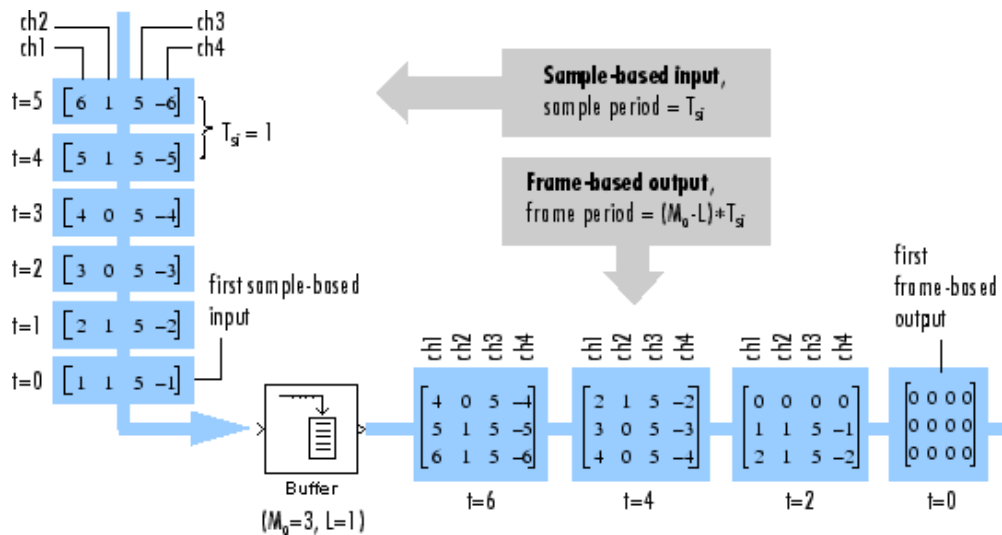 ch2
ch1
ch3
ch4
t=5 [6 1 5 −6]
t=4 [5 1 5 −5]
t=3 [4 0 5 −4]
t=2 [3 0 5 −3]
t=1 [2 1 5 −2]
t=0 [1 1 5 −1]
T_si = 1
first sample-based
input
Sample-based input,
sample period = T_si
Frame-based output,
frame period = (M_o-L)*T_si
first
frame-based
output
Buffer
(M_o=3, L=1)
ch1 ch2 ch3 ch4
4 0 5 −4
5 1 5 −5
6 1 5 −6
t=6
ch1 ch2 ch3 ch4
2 1 5 −2
3 0 5 −3
4 0 5 −4
t=4
ch1 ch2 ch3 ch4
0 0 0 0
1 1 5 −1
2 1 5 −2
t=2
0 0 0 0
0 0 0 0
0 0 0 0
t=0